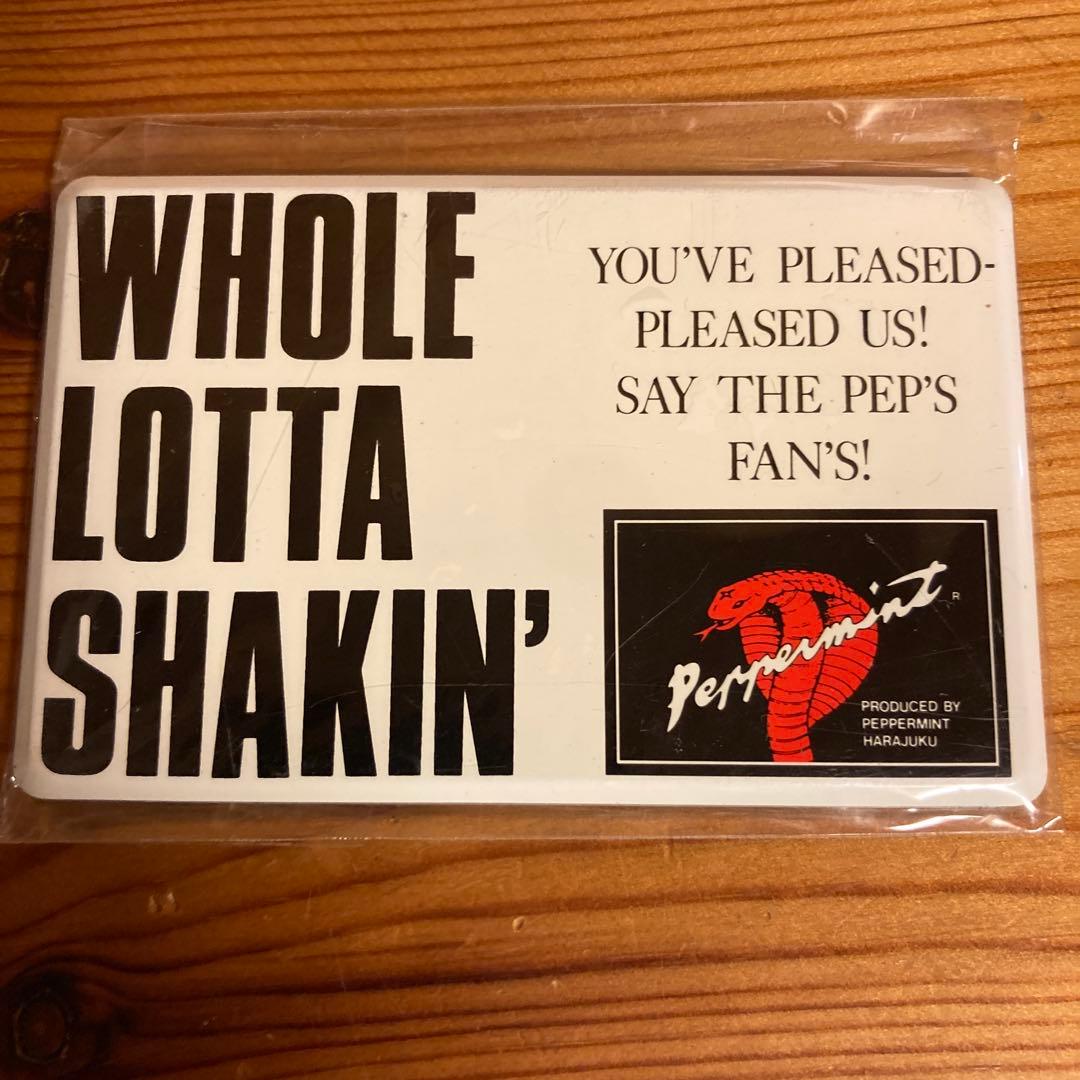 WHOLE
LOTTA
SHAKIN'
YOU'VE PLEASED-
PLEASED US!
SAY THE PEP'S
FAN'S!
Peppermint R
PRODUCED BY
PEPPERMINT
HARAJUKU